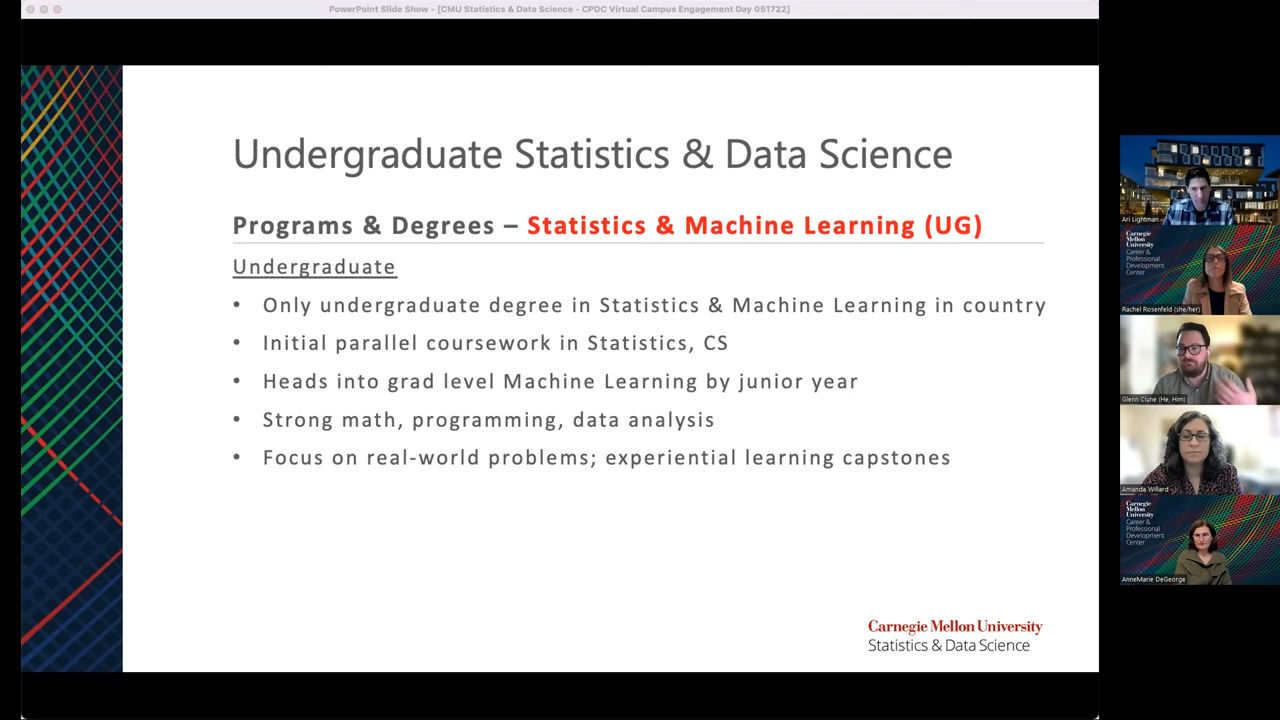 PowerPoint Slide Show - [CMU Statistics & Data Science - CPDC Virtual Campus Engagement Day 051722]
Undergraduate Statistics & Data Science
Programs & Degrees – Statistics & Machine Learning (UG)
Undergraduate
• Only undergraduate degree in Statistics & Machine Learning in country
• Initial parallel coursework in Statistics, CS
• Heads into grad level Machine Learning by junior year
• Strong math, programming, data analysis
• Focus on real-world problems; experiential learning capstones
Carnegie Mellon University
Statistics & Data Science
Ari Lightman
Carnegie
Mellon
University
Career &
Professional
Development
Center
Rachel Rosenfeld (she/her)
Glenn Clune (He, Him)
Amanda Willard
Carnegie
Mellon
University
Career &
Professional
Development
Center
AnneMarie DeGeorge